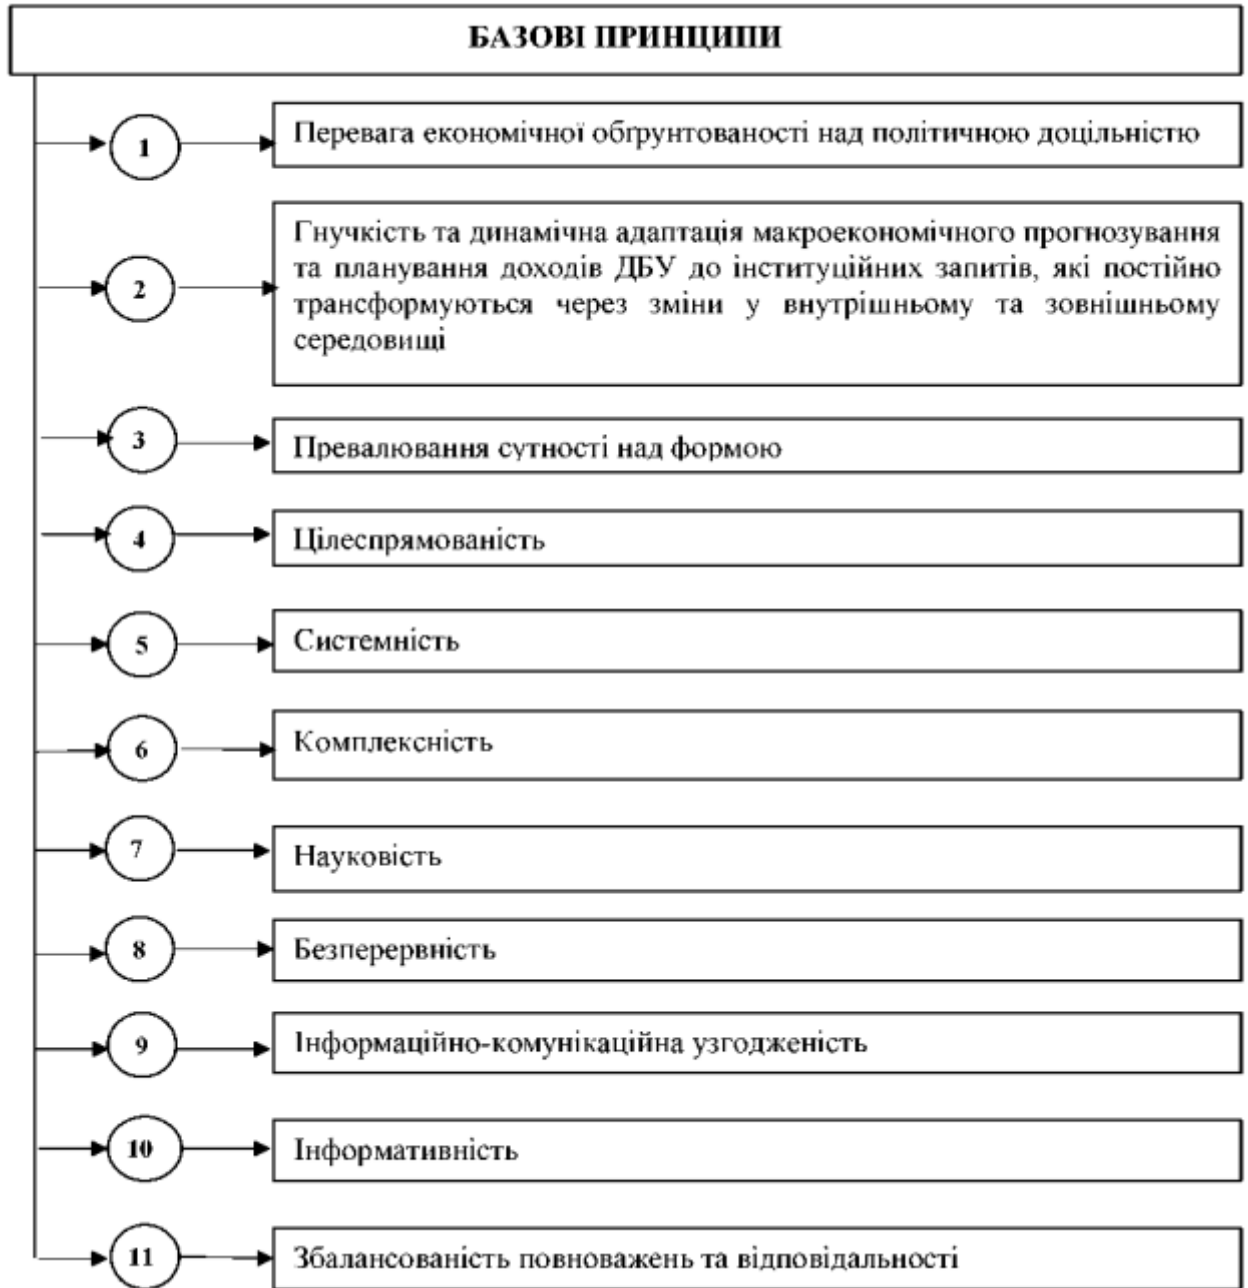 БАЗОВІ ПРИНЦИПИ
1
Перевага економічної обґрунтованості над політичною доцільністю
2
Гнучкість та динамічна адаптація макроекономічного прогнозування
та планування доходів ДБУ до інституційних запитів, які постійно
трансформуються через зміни у внутрішньому та зовнішньому
середовищі
3
Превалювання сутності над формою
4
Цілеспрямованість
5
Системність
6
Комплексність
7
Науковість
8
Безперервність
9
Інформаційно-комунікаційна узгодженість
10
Інформативність
11
Збалансованість повноважень та відповідальності